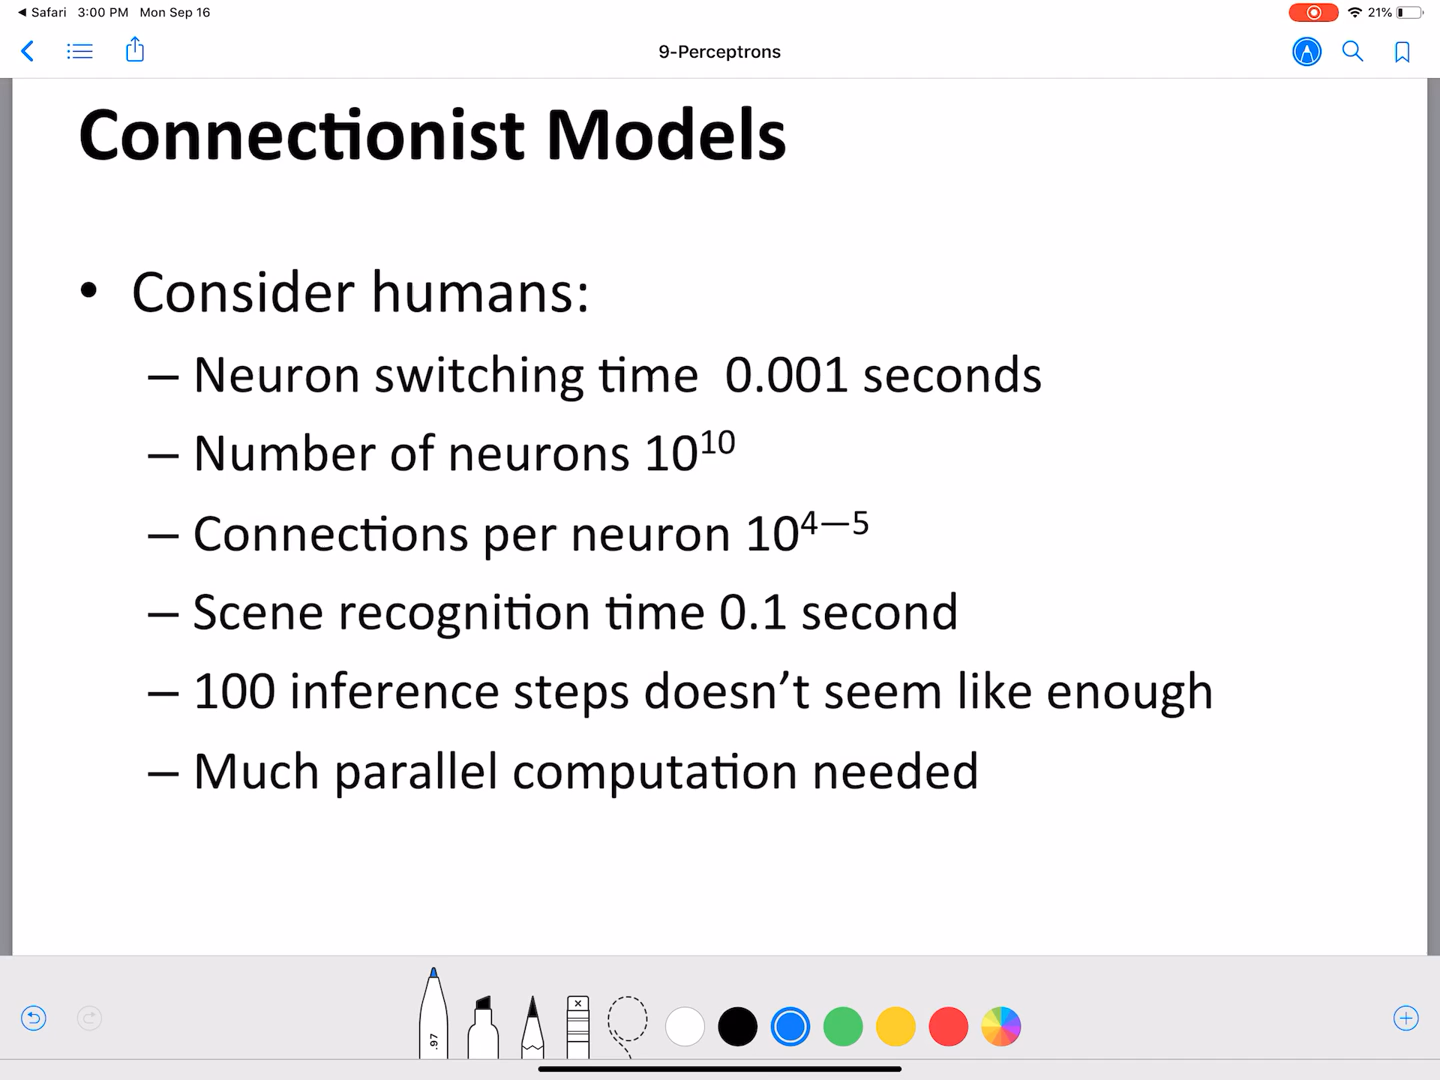 ◀ Safari 3:00 PM Mon Sep 16 21%
9-Perceptrons
Connectionist Models
• Consider humans:
– Neuron switching time 0.001 seconds
– Number of neurons 10¹⁰
– Connections per neuron 10⁴—⁵
– Scene recognition time 0.1 second
– 100 inference steps doesn’t seem like enough
– Much parallel computation needed
.97